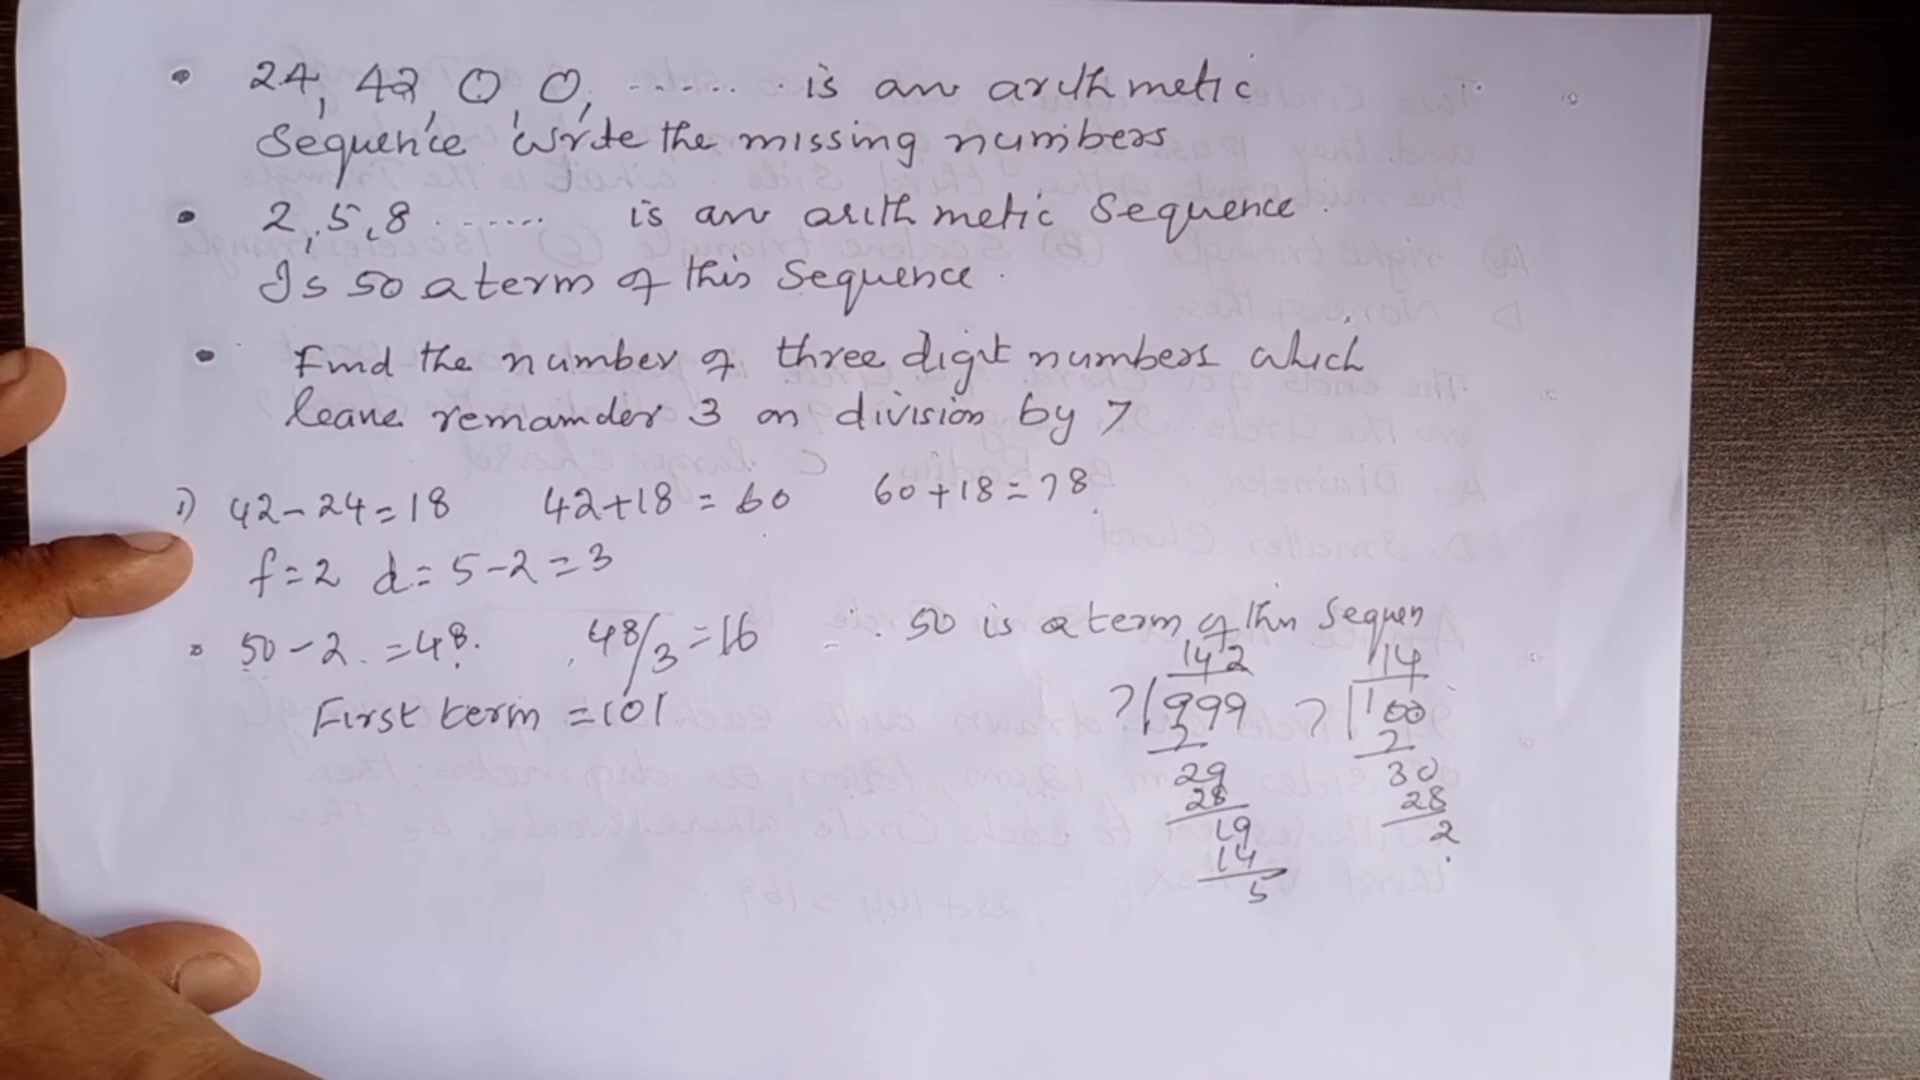 • 24, 42, O, O, ....... is an arithmetic
Sequence write the missing numbers
• 2, 5, 8 ....... is an arithmetic Sequence.
Is 50 a term of this Sequence.
• Find the number of three digit numbers which
leave remainder 3 on division by 7
1) 42-24=18 42+18=60 60+18=78
f=2 d=5-2=3
50-2=48. 48/3=16 ∴ 50 is a term of this Sequen
First term = 101
142 14
7 999 7 100
7 7
29 30
28 28
19 2
14
5